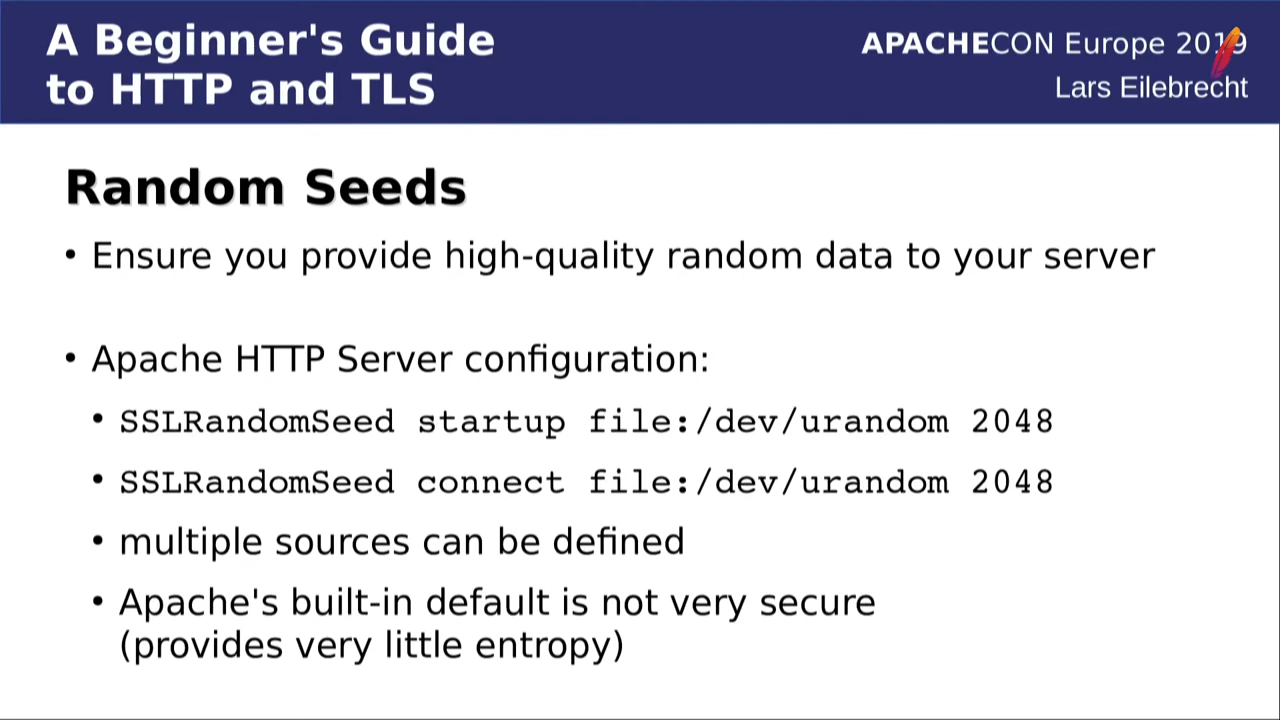 A Beginner's Guide
to HTTP and TLS
APACHECON Europe 2019
Lars Eilebrecht
Random Seeds
• Ensure you provide high-quality random data to your server
• Apache HTTP Server configuration:
• SSLRandomSeed startup file:/dev/urandom 2048
• SSLRandomSeed connect file:/dev/urandom 2048
• multiple sources can be defined
• Apache's built-in default is not very secure
(provides very little entropy)